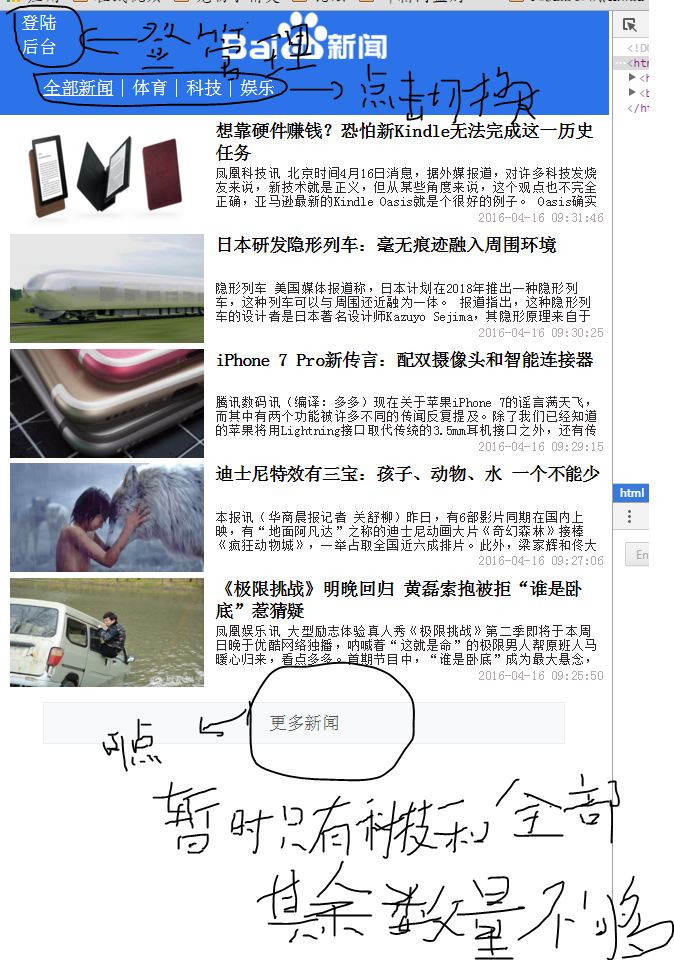 登陆
后台
Bai 新闻
管理
全部新闻 | 体育 | 科技 | 娱乐
点击切换
想靠硬件赚钱？恐怕新Kindle无法完成这一历史
任务
凤凰科技讯 北京时间4月16日消息，据外媒报道，对许多科技发烧
友来说，新技术就是正义，但从某些角度来说，这个观点也不完全
正确，亚马逊最新的Kindle Oasis就是个很好的例子。 Oasis确实
2016-04-16 09:31:46
日本研发隐形列车：毫无痕迹融入周围环境
隐形列车 美国媒体报道称，日本计划在2018年推出一种隐形列
车，这种列车可以与周围还近融为一体。 报道指出，这种隐形列
车的设计者是日本著名设计师Kazuyo Sejima，其隐形原理来自于
2016-04-16 09:30:25
iPhone 7 Pro新传言：配双摄像头和智能连接器
腾讯数码讯（编译：多多）现在关于苹果iPhone 7的谣言满天飞，
而其中有两个功能被许多不同的传闻反复提及。除了我们已经知道
的苹果将用Lightning接口取代传统的3.5mm耳机接口之外，还有传
2016-04-16 09:29:15
迪士尼特效有三宝：孩子、动物、水 一个不能少
本报讯（华商晨报记者 关舒柳）昨日，有6部影片同期在国内上
映，有“地面阿凡达”之称的迪士尼动画大片《奇幻森林》接棒
《疯狂动物城》，一举占取全国近六成排片。此外，梁家辉和佟大
2016-04-16 09:27:06
《极限挑战》明晚回归 黄磊索抱被拒“谁是卧
底”惹猜疑
凤凰娱乐讯 大型励志体验真人秀《极限挑战》第二季即将于本周
日晚于优酷网络独播，呐喊着“这就是命”的极限男人帮原班人马
暖心归来，看点多多。首期节目中，“谁是卧底”成为最大悬念，
2016-04-16 09:25:50
更多新闻
可点
暂时只有科技和全部
其余数量不够
<!DO
<htm
<h
<b
</h
html
En